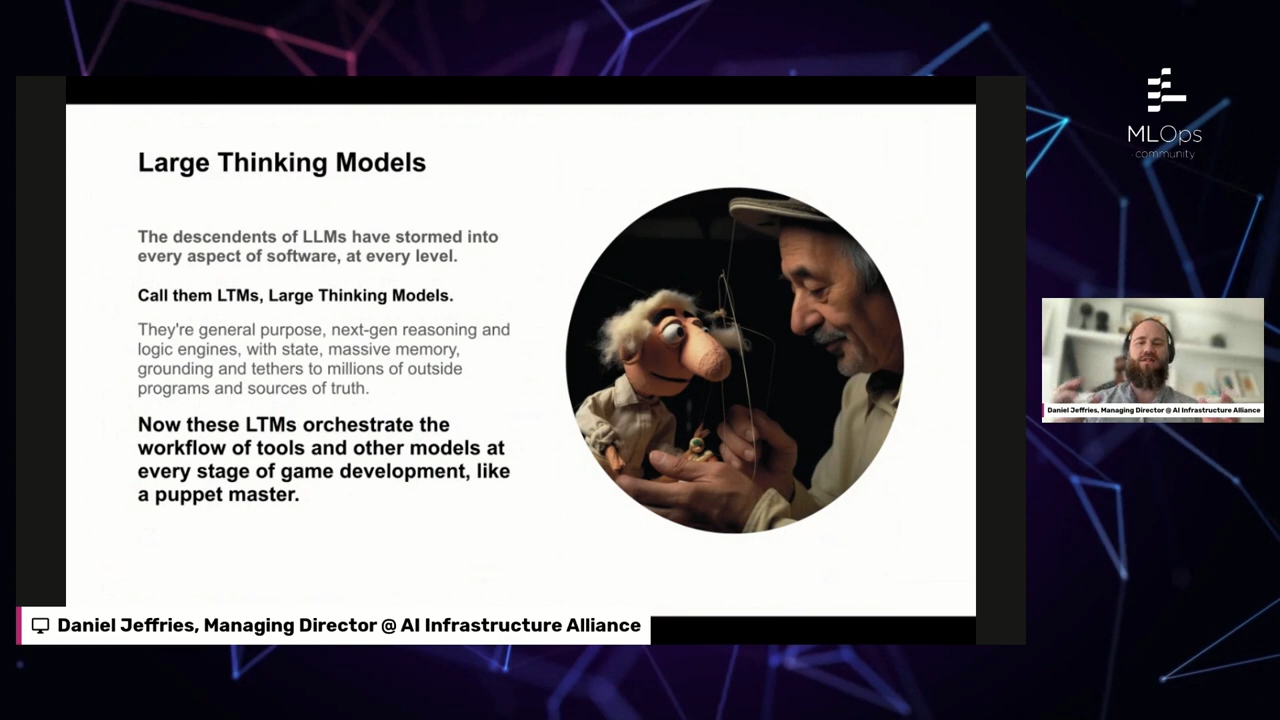 MLOps
community
Large Thinking Models
The descendents of LLMs have stormed into
every aspect of software, at every level.
Call them LTMs, Large Thinking Models.
They're general purpose, next-gen reasoning and
logic engines, with state, massive memory,
grounding and tethers to millions of outside
programs and sources of truth.
Now these LTMs orchestrate the
workflow of tools and other models at
every stage of game development, like
a puppet master.
Daniel Jeffries, Managing Director @ AI Infrastructure Alliance
Daniel Jeffries, Managing Director @ AI Infrastructure Alliance